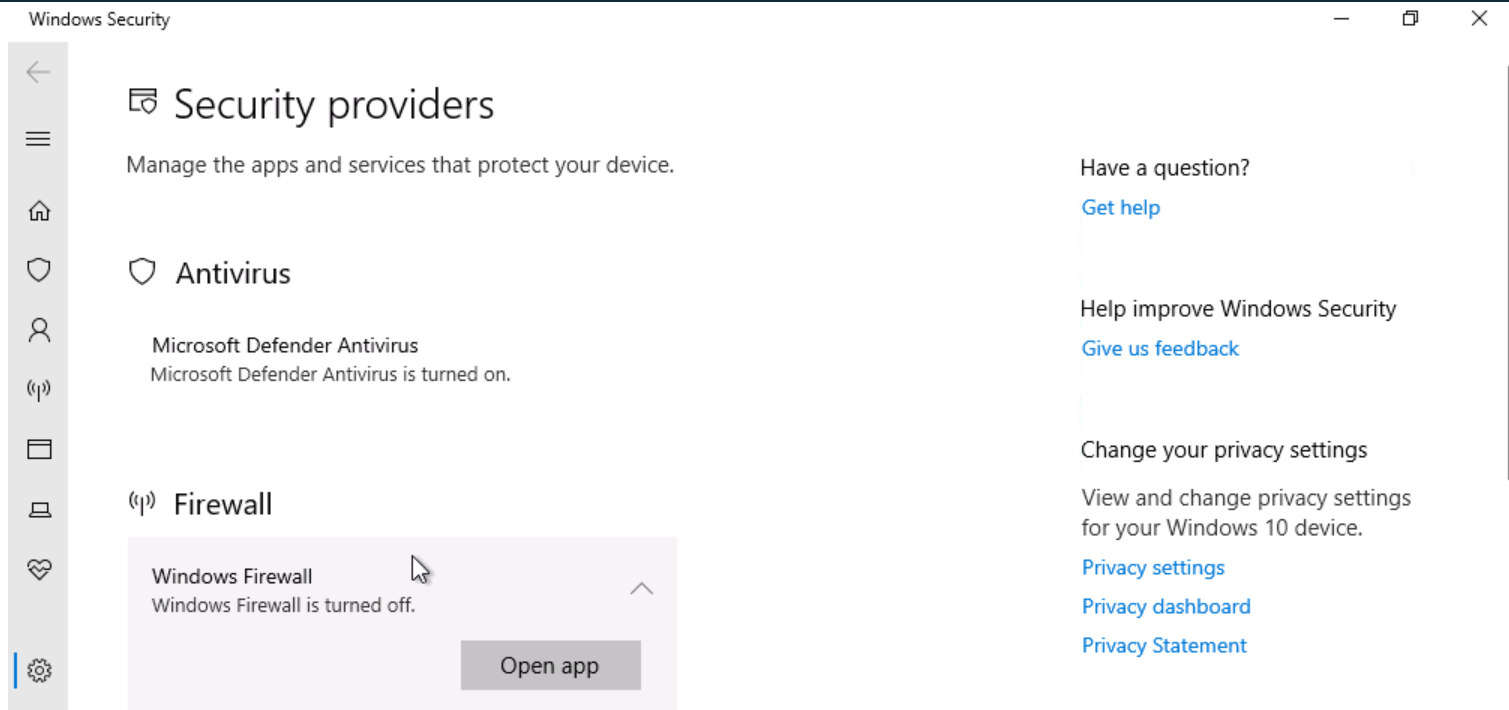 Windows Security
Security providers
Manage the apps and services that protect your device.
Antivirus
Microsoft Defender Antivirus
Microsoft Defender Antivirus is turned on.
Firewall
Windows Firewall
Windows Firewall is turned off.
Open app
Have a question?
Get help
Help improve Windows Security
Give us feedback
Change your privacy settings
View and change privacy settings
for your Windows 10 device.
Privacy settings
Privacy dashboard
Privacy Statement